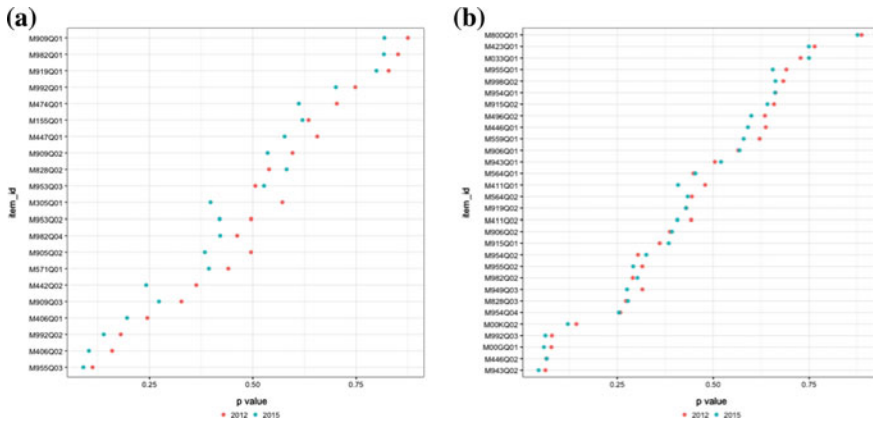 (a)
M909Q01
M982Q01
M919Q01
M992Q01
M474Q01
M155Q01
M447Q01
M909Q02
M828Q02
M953Q03
M305Q01
M953Q02
M982Q04
M905Q02
M571Q01
M442Q02
M909Q03
M406Q01
M992Q02
M406Q02
M955Q03
item_id
0.25 0.50 0.75
p value
2012 2015
(b)
M800Q01
M423Q01
M033Q01
M955Q01
M998Q02
M954Q01
M915Q02
M496Q02
M446Q01
M559Q01
M906Q01
M943Q01
M564Q01
M411Q01
M564Q02
M919Q02
M411Q02
M906Q02
M915Q01
M954Q02
M955Q02
M982Q02
M949Q03
M828Q03
M954Q04
M00KQ02
M992Q03
M00GQ01
M446Q02
M943Q02
item_id
0.25 0.50 0.75
p value
2012 2015